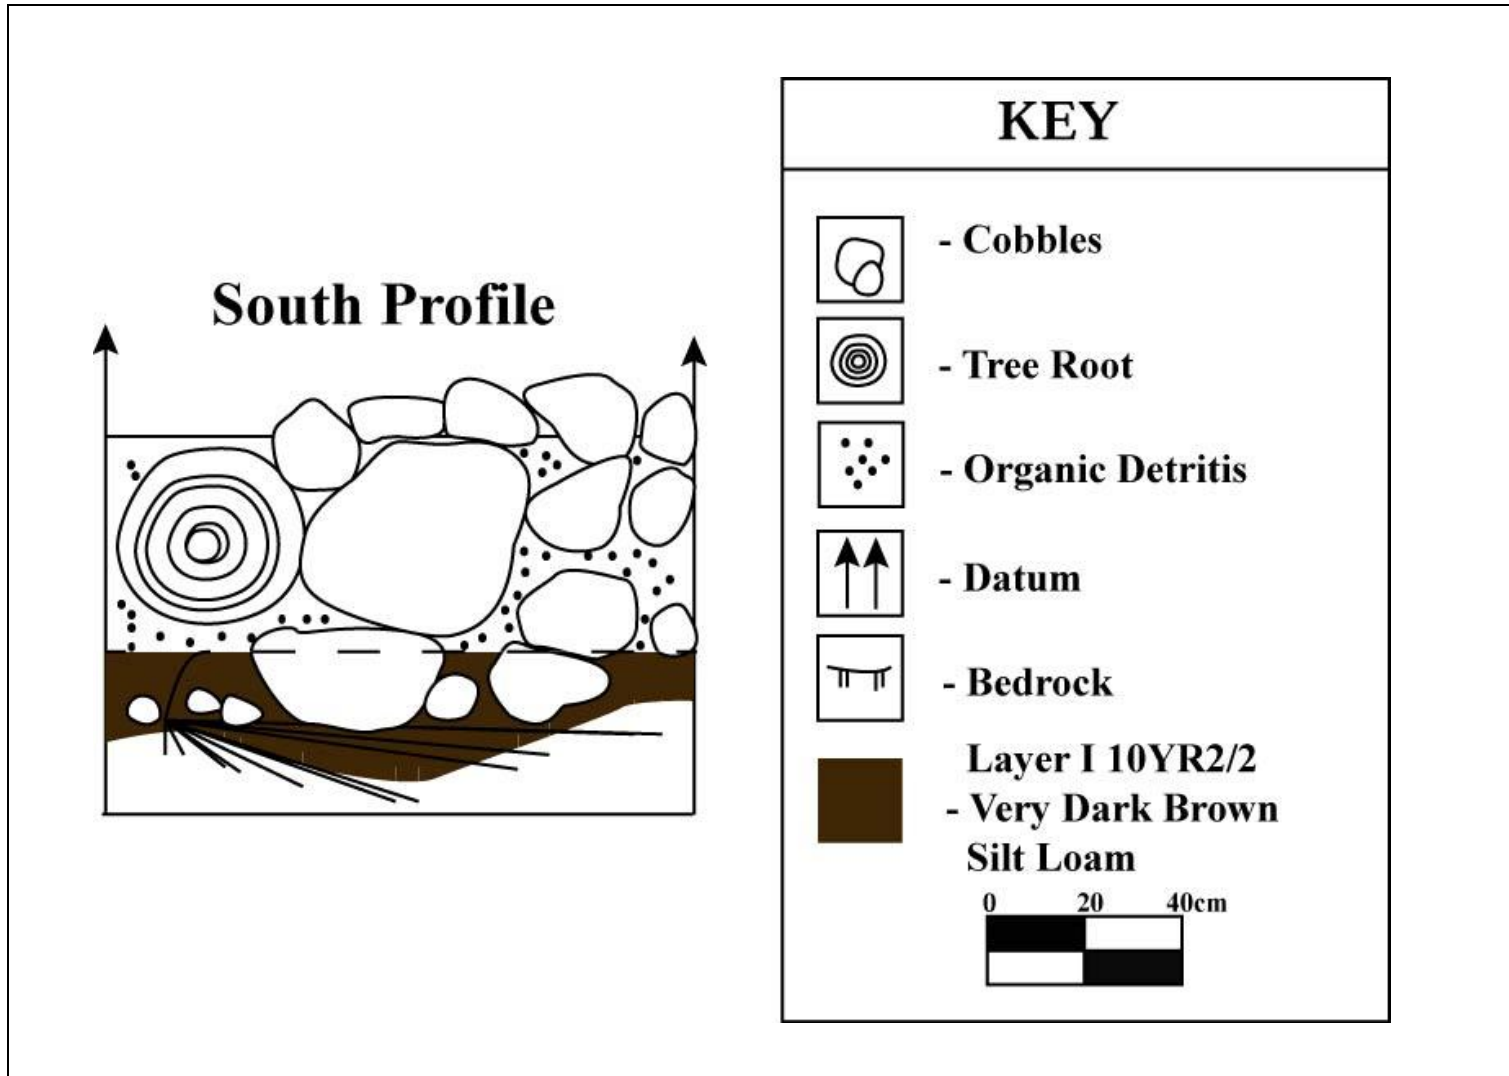 South Profile
KEY
- Cobbles
- Tree Root
- Organic Detritis
- Datum
- Bedrock
Layer I 10YR2/2
- Very Dark Brown
Silt Loam
0 20 40cm